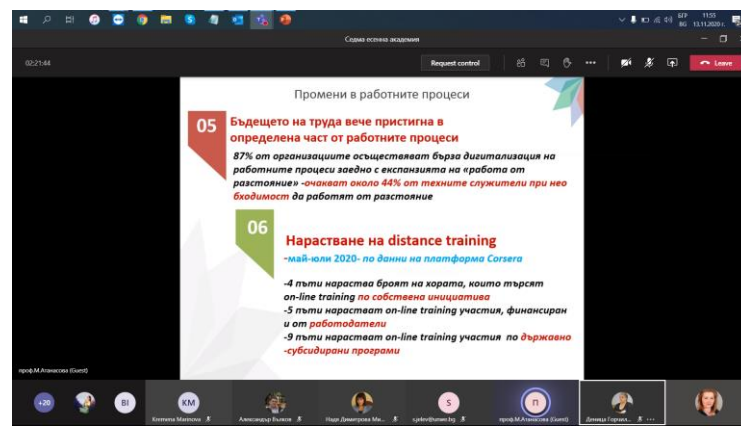 БГР
BG
11:55
13.11.2020 г.
Седма есенна академия
02:21:44
Request control
Leave
Промени в работните процеси
05
Бъдещето на труда вече пристигна в
определена част от работните процеси
87% от организациите осъществяват бърза дигитализация на
работните процеси заедно с експанзията на «работа от
разстояние» -очакват около 44% от техните служители при нео
бходимост да работят от разстояние
06
Нарастване на distance training
-май-юли 2020- по данни на платформа Corsera
-4 пъти нараства броят на хората, които търсят
on-line training по собствена инициатива
-5 пъти нарастват on-line training участия, финансиран
и от работодатели
-9 пъти нарастват on-line training участия по държавно
-субсидирани програми
проф.М.Атанасова (Guest)
+20
BI
KM
Kremena Marinova
Александър Вълков
Надя Димитрова Ми...
S
s.jelev@unwe.bg
П
проф.М.Атанасова (Guest)
Деница Горчил...